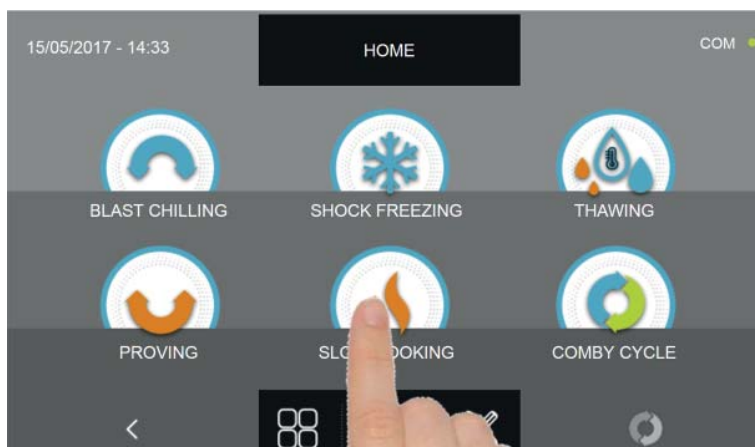 15/05/2017 - 14:33
HOME
COM
BLAST CHILLING
SHOCK FREEZING
THAWING
PROVING
COMBY CYCLE